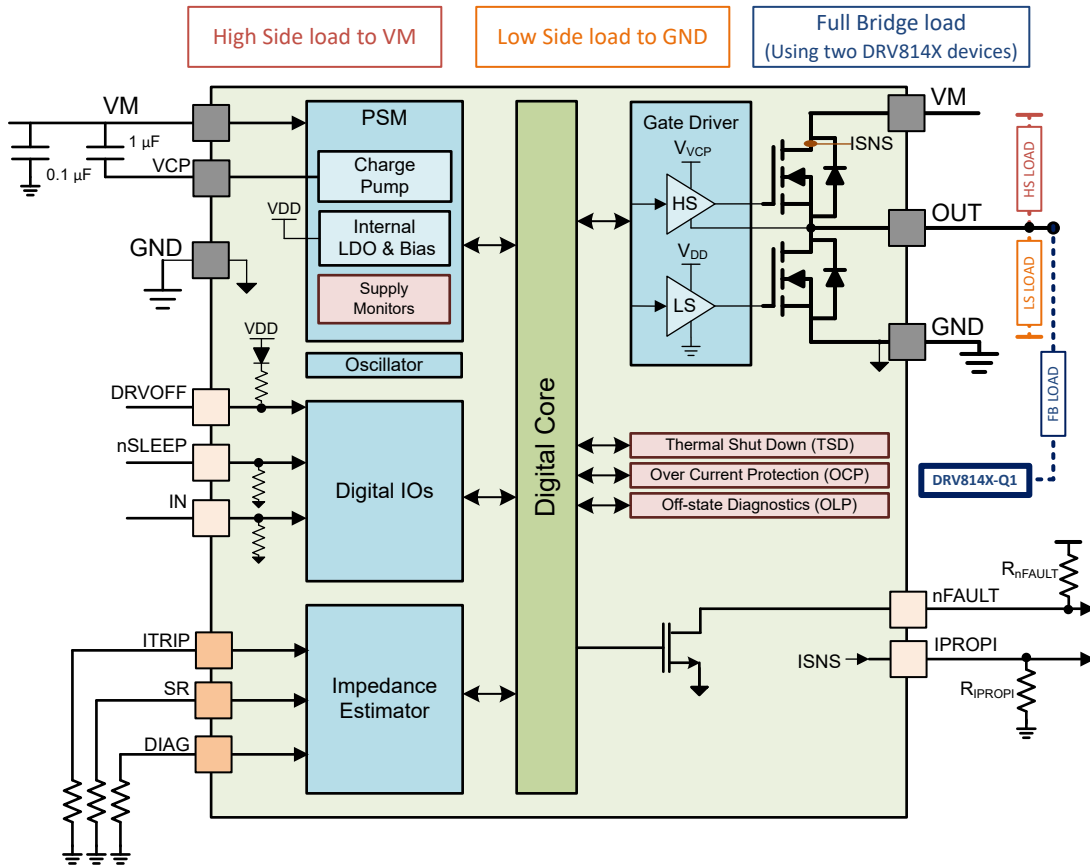 High Side load to VM
Low Side load to GND
Full Bridge load
(Using two DRV814X devices)
VM
1 µF
0.1 µF
VCP
GND
PSM
Charge
Pump
VDD
Internal
LDO & Bias
Supply
Monitors
VDD
Oscillator
DRVOFF
nSLEEP
IN
Digital IOs
ITRIP
SR
DIAG
Impedance
Estimator
Digital Core
Gate Driver
VVCP
HS
VDD
LS
ISNS
VM
OUT
GND
HS LOAD
LS LOAD
FB LOAD
DRV814X-Q1
Thermal Shut Down (TSD)
Over Current Protection (OCP)
Off-state Diagnostics (OLP)
RnFAULT
nFAULT
ISNS
IPROPI
RIPROPI